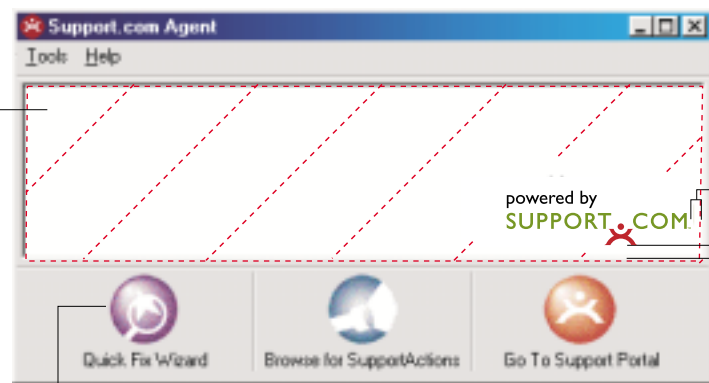 Support.com Agent
Tools Help
powered by
SUPPORT.COM
Quick Fix Wizard
Browse for SupportActions
Go To Support Portal